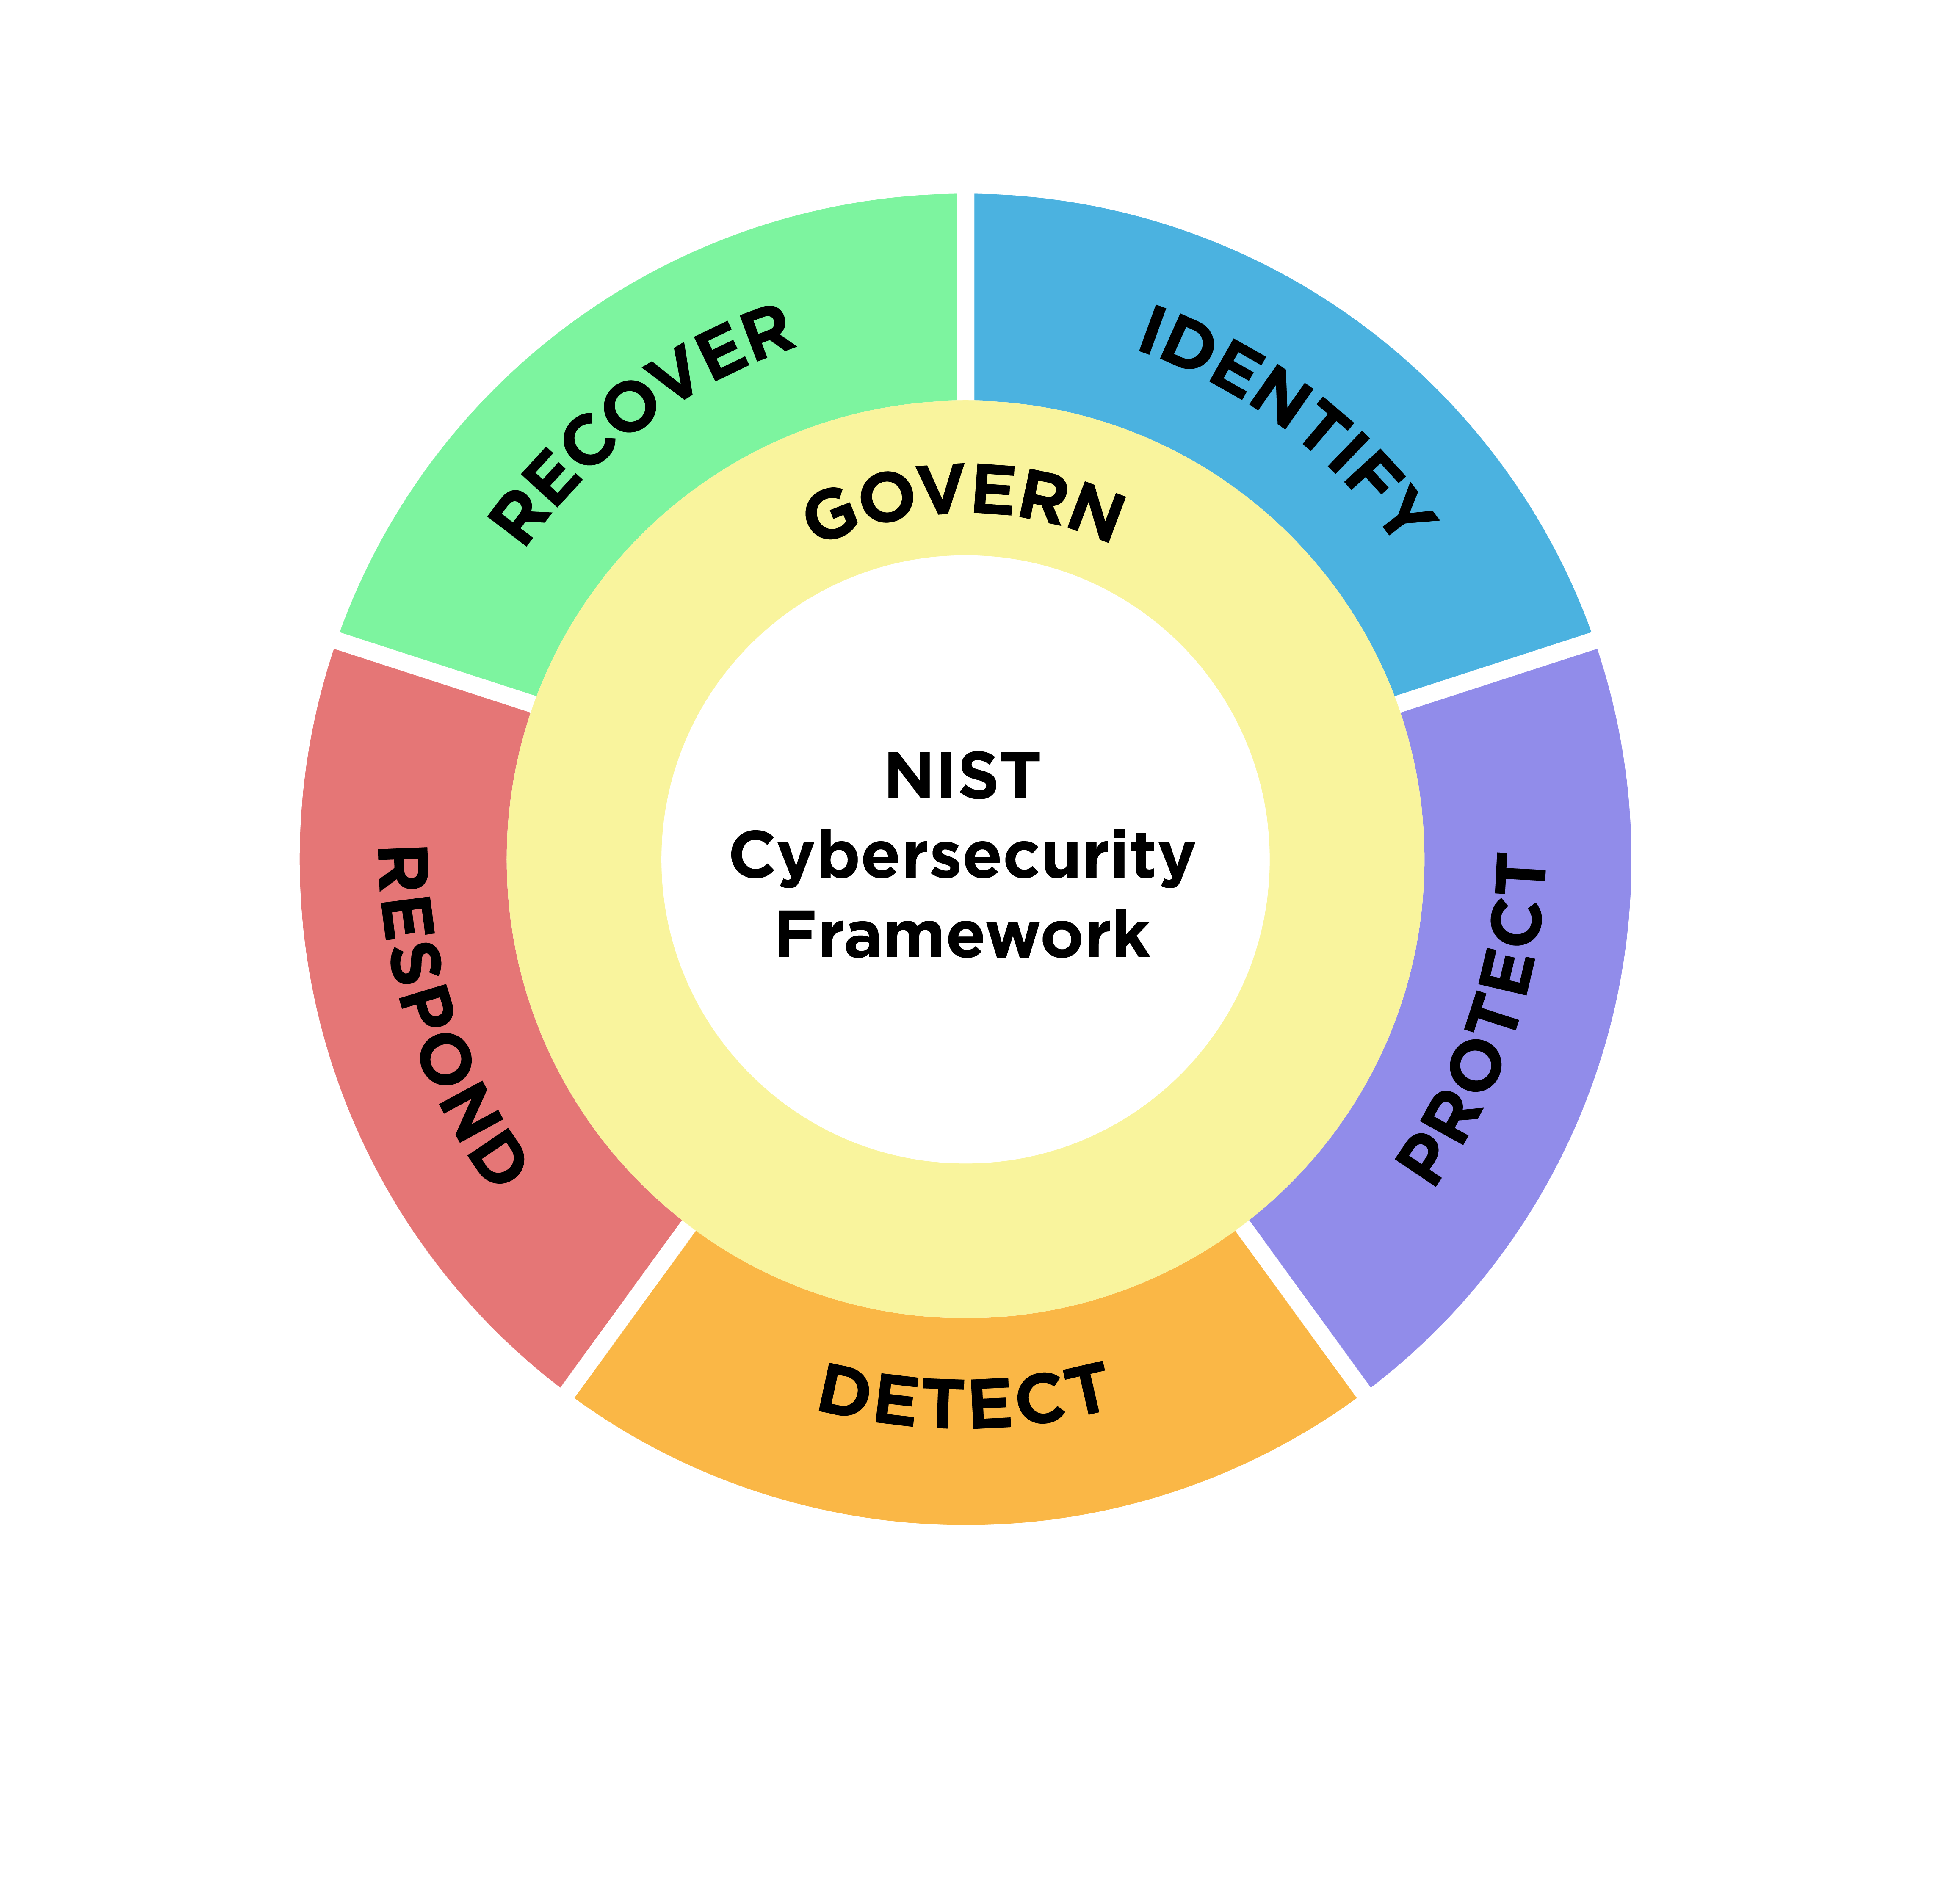 RECOVER
IDENTIFY
GOVERN
NIST
Cybersecurity
Framework
RESPOND
PROTECT
DETECT